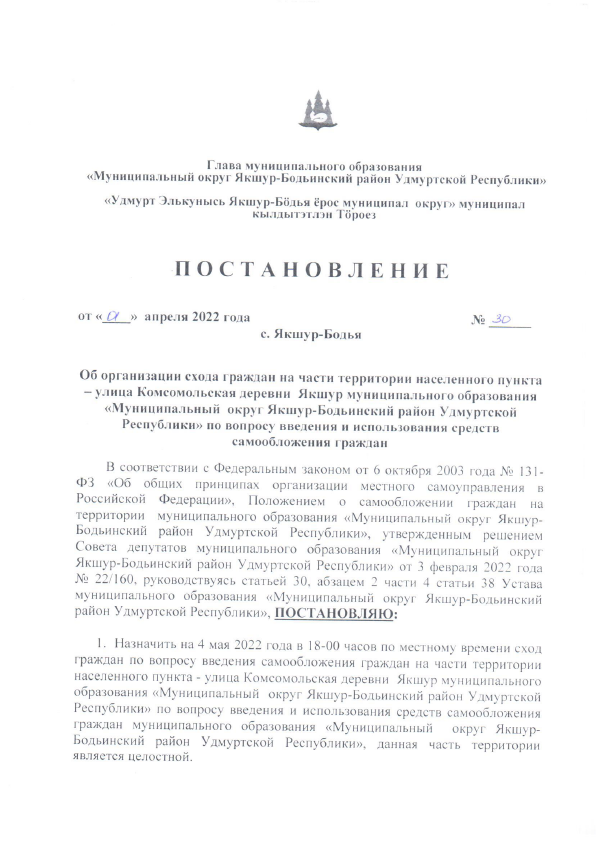 Глава муниципального образования
«Муниципальный округ Якшур-Бодьинский район Удмуртской Республики»
«Удмурт Элькунысь Якшур-Бӧдья ёрос муниципал округ» муниципал
кылдытэтлэн Тӧроез
П О С Т А Н О В Л Е Н И Е
от «» апреля 2022 года № 30
с. Якшур-Бодья
Об организации схода граждан на части территории населенного пункта
– улица Комсомольская деревни Якшур муниципального образования
«Муниципальный округ Якшур-Бодьинский район Удмуртской
Республики» по вопросу введения и использования средств
самообложения граждан
В соответствии с Федеральным законом от 6 октября 2003 года № 131-
ФЗ «Об общих принципах организации местного самоуправления в
Российской Федерации», Положением о самообложении граждан на
территории муниципального образования «Муниципальный округ Якшур-
Бодьинский район Удмуртской Республики», утвержденным решением
Совета депутатов муниципального образования «Муниципальный округ
Якшур-Бодьинский район Удмуртской Республики» от 3 февраля 2022 года
№ 22/160, руководствуясь статьей 30, абзацем 2 части 4 статьи 38 Устава
муниципального образования «Муниципальный округ Якшур-Бодьинский
район Удмуртской Республики», ПОСТАНОВЛЯЮ:
1. Назначить на 4 мая 2022 года в 18-00 часов по местному времени сход
граждан по вопросу введения самообложения граждан на части территории
населенного пункта - улица Комсомольская деревни Якшур муниципального
образования «Муниципальный округ Якшур-Бодьинский район Удмуртской
Республики» по вопросу введения и использования средств самообложения
граждан муниципального образования «Муниципальный округ Якшур-
Бодьинский район Удмуртской Республики», данная часть территории
является целостной.